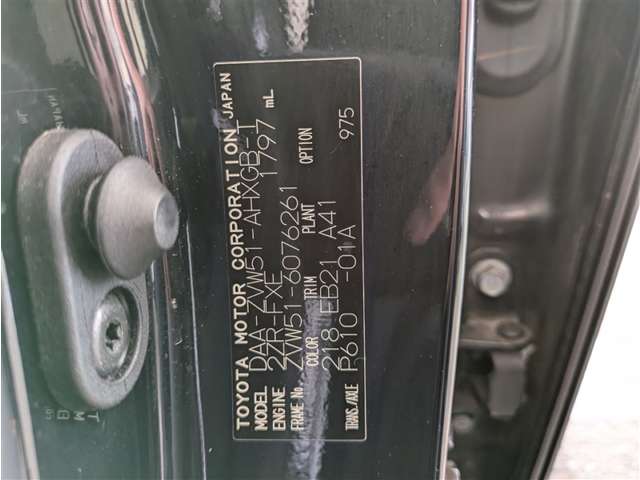 TOYOTA MOTOR CORPORATION JAPAN
MODEL DAA-ZVW51-AHXGB-T
ENGINE 2ZR-FXE 1797 mL
FRAME No. ZVW51-6076261
COLOR TRIM PLANT OPTION
218 EB21 A41
TRANS./AXLE P610 -01A 975
T M B